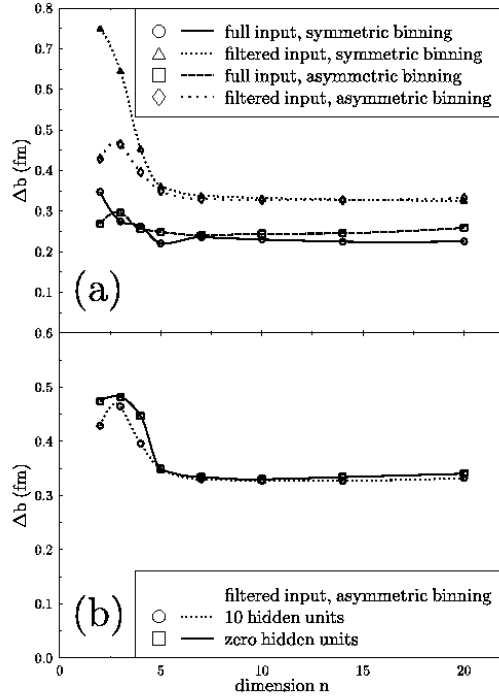 0.8
0.7
0.6
0.5
0.4
0.3
0.2
0.1
Δb (fm)
full input, symmetric binning
filtered input, symmetric binning
full input, asymmetric binning
filtered input, asymmetric binning
(a)
0.6
0.5
0.4
0.3
0.2
0.1
0.0
Δb (fm)
(b)
filtered input, asymmetric binning
10 hidden units
zero hidden units
0
5
10
15
20
dimension n